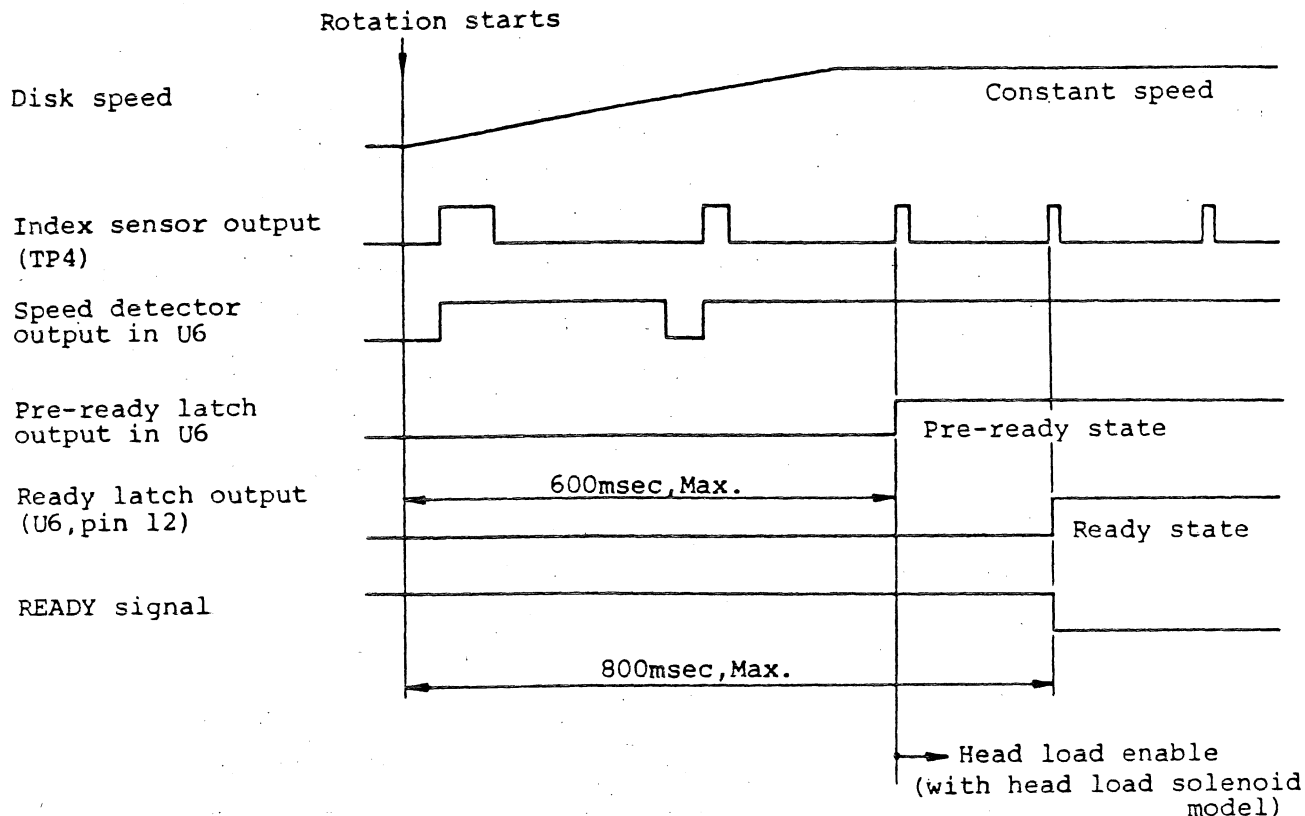 Rotation starts
Disk speed
Constant speed
Index sensor output
(TP4)
Speed detector
output in U6
Pre-ready latch
output in U6
Pre-ready state
600msec,Max.
Ready latch output
(U6,pin 12)
Ready state
READY signal
800msec,Max.
Head load enable
(with head load solenoid
model)